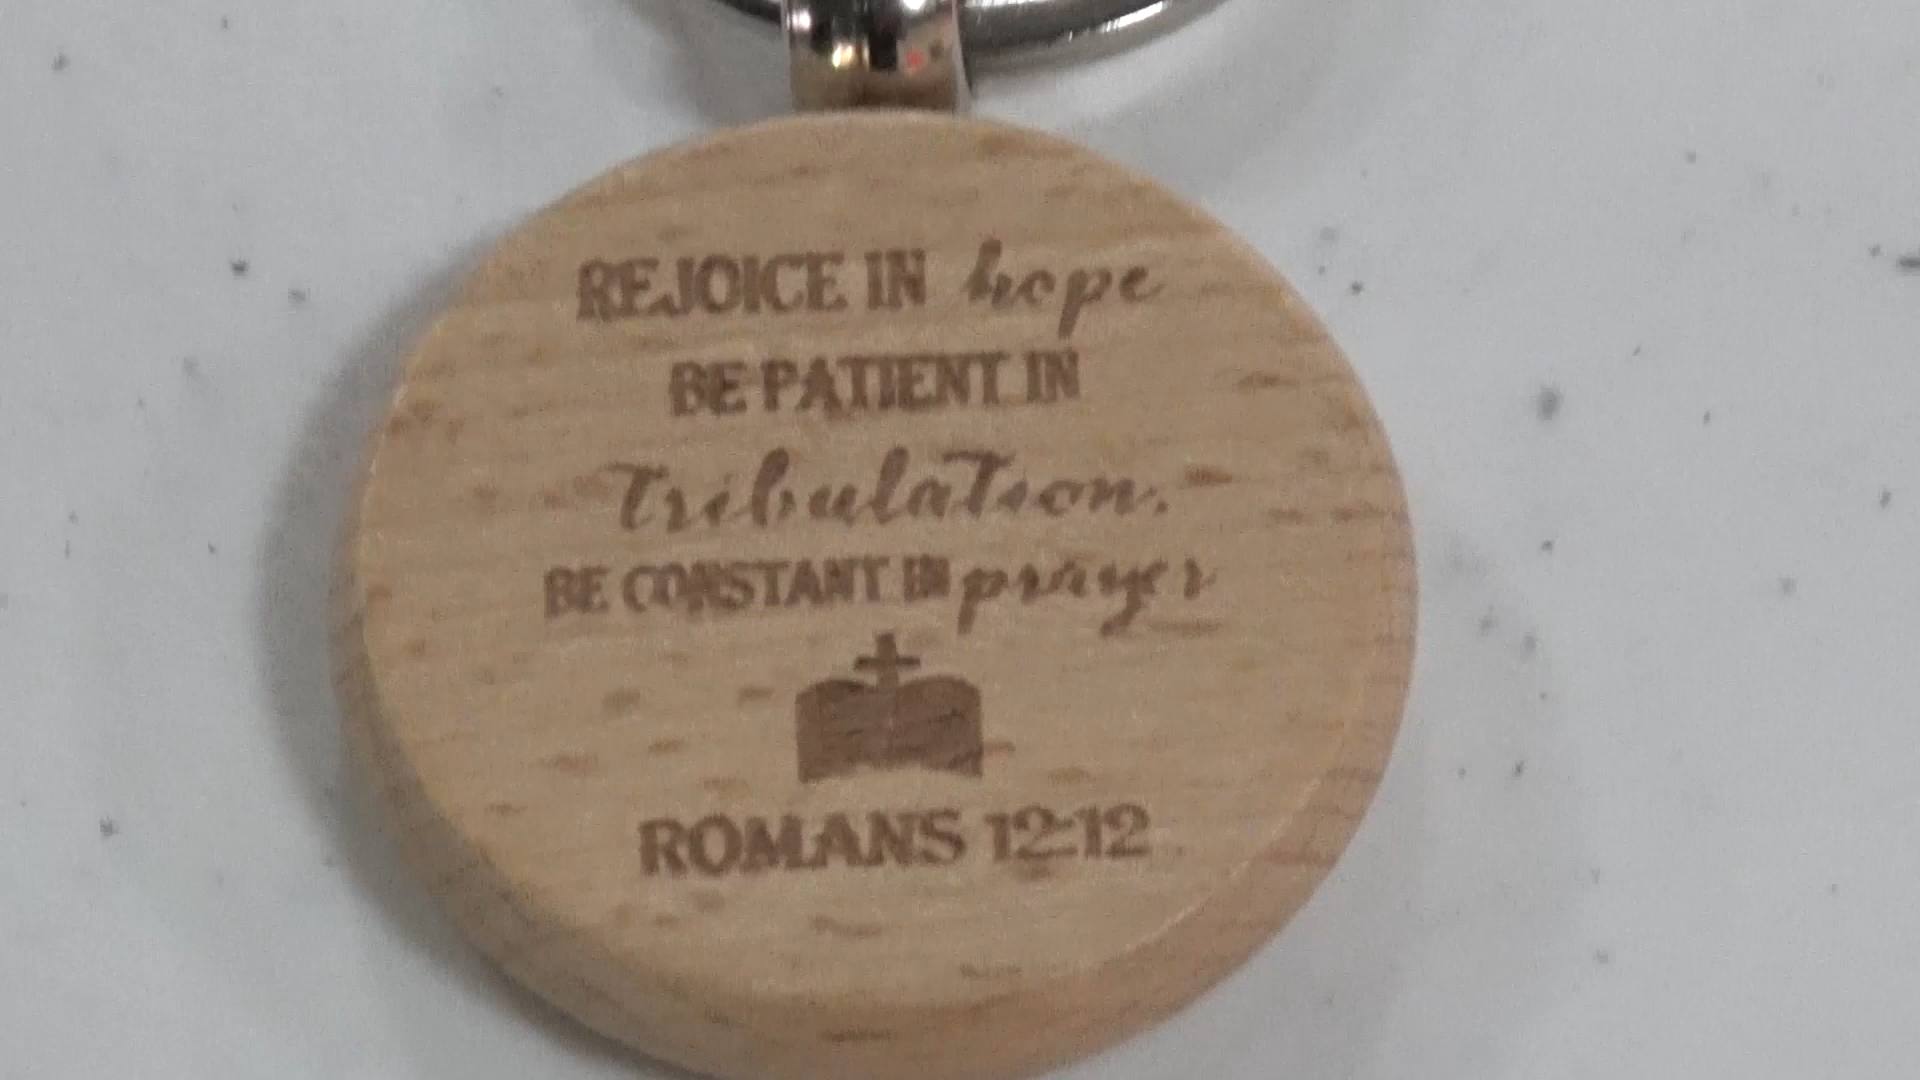 REJOICE IN hope
BE PATIENT IN
Tribulation.
BE CONSTANT IN prayer
ROMANS 12:12